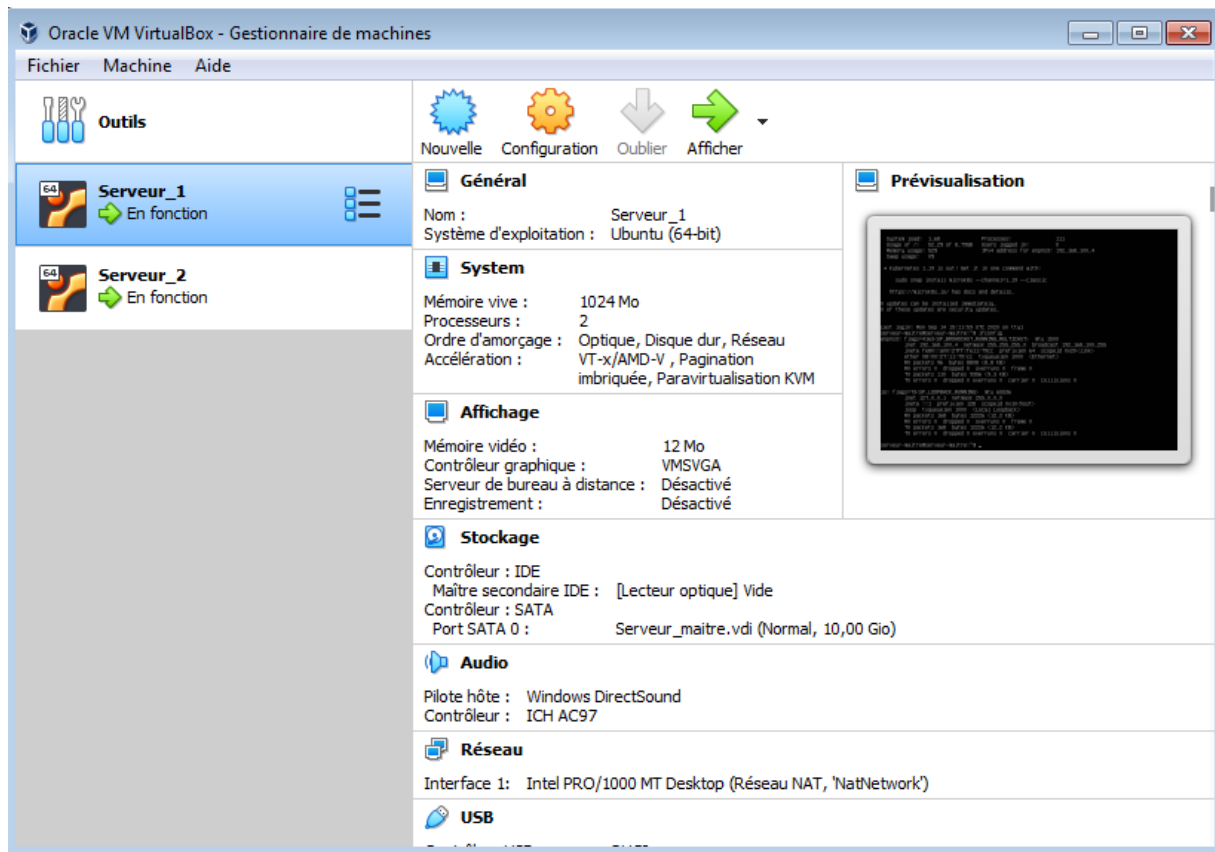 Oracle VM VirtualBox - Gestionnaire de machines
Fichier Machine Aide
Outils
Nouvelle Configuration Oublier Afficher
64
Serveur_1
En fonction
64
Serveur_2
En fonction
Général
Nom : Serveur_1
Système d'exploitation : Ubuntu (64-bit)
System
Mémoire vive : 1024 Mo
Processeurs : 2
Ordre d'amorçage : Optique, Disque dur, Réseau
Accélération : VT-x/AMD-V , Pagination
imbriquée, Paravirtualisation KVM
Affichage
Mémoire vidéo : 12 Mo
Contrôleur graphique : VMSVGA
Serveur de bureau à distance : Désactivé
Enregistrement : Désactivé
Prévisualisation
Stockage
Contrôleur : IDE
Maître secondaire IDE : [Lecteur optique] Vide
Contrôleur : SATA
Port SATA 0 : Serveur_maitre.vdi (Normal, 10,00 Gio)
Audio
Pilote hôte : Windows DirectSound
Contrôleur : ICH AC97
Réseau
Interface 1: Intel PRO/1000 MT Desktop (Réseau NAT, 'NatNetwork')
USB